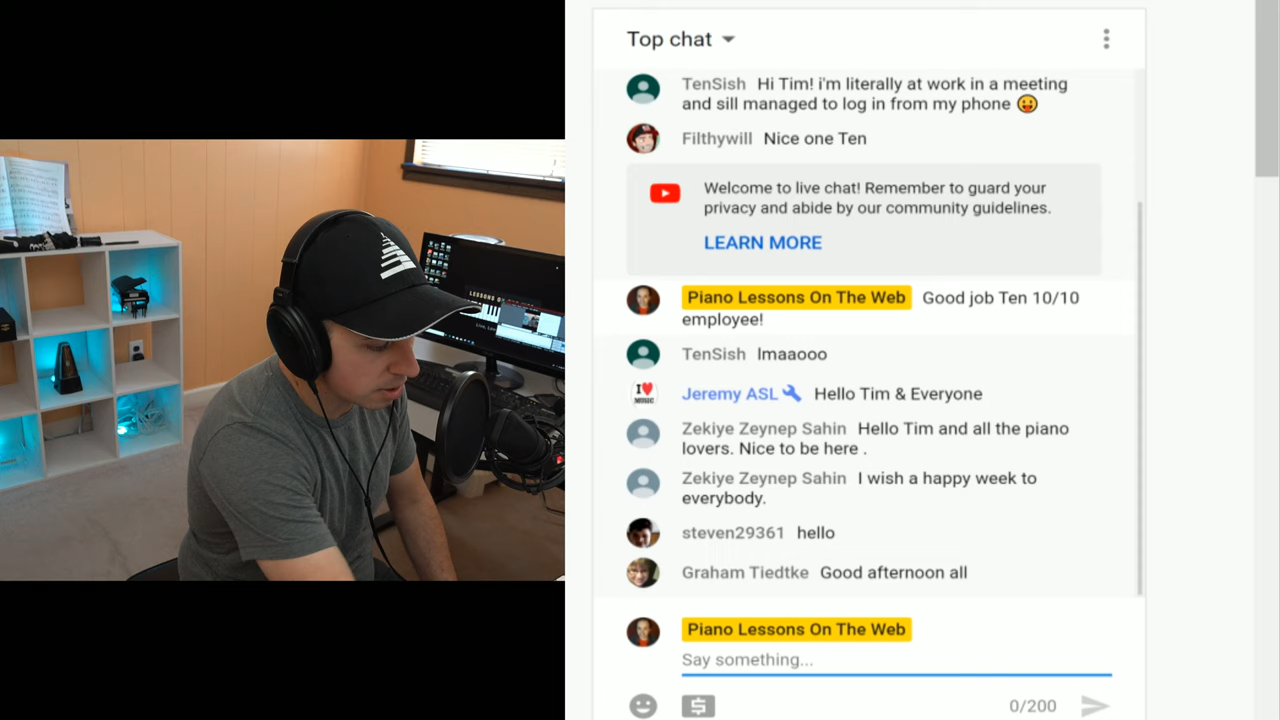 Top chat
TenSish Hi Tim! i'm literally at work in a meeting
and sill managed to log in from my phone
Filthywill Nice one Ten
Welcome to live chat! Remember to guard your
privacy and abide by our community guidelines.
LEARN MORE
Piano Lessons On The Web Good job Ten 10/10
employee!
TenSish lmaaooo
Jeremy ASL Hello Tim & Everyone
I ♥
MUSIC
Zekiye Zeynep Sahin Hello Tim and all the piano
lovers. Nice to be here .
Zekiye Zeynep Sahin I wish a happy week to
everybody.
steven29361 hello
Graham Tiedtke Good afternoon all
Piano Lessons On The Web
Say something...
0/200
LESSONS